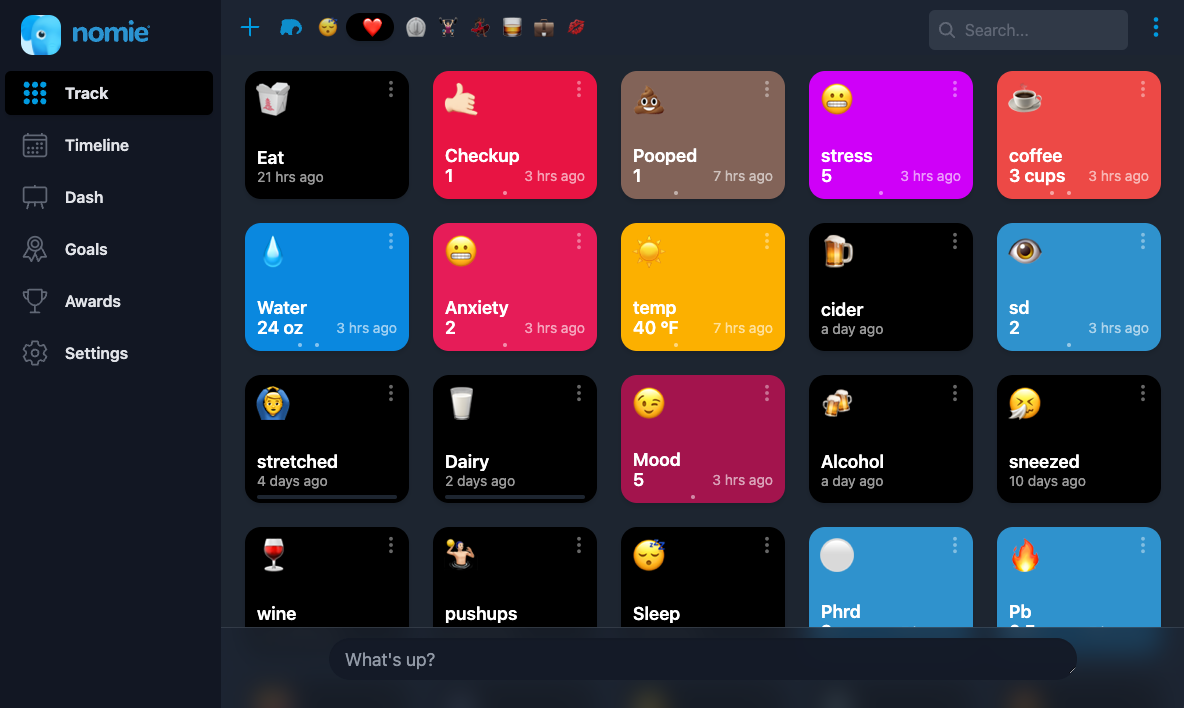 nomie
Search...
Track
Timeline
Dash
Goals
Awards
Settings
Eat
21 hrs ago
Checkup
1 3 hrs ago
Pooped
1 7 hrs ago
stress
5 3 hrs ago
coffee
3 cups 3 hrs ago
Water
24 oz 3 hrs ago
Anxiety
2 3 hrs ago
temp
40 °F 7 hrs ago
cider
a day ago
sd
2 3 hrs ago
stretched
4 days ago
Dairy
2 days ago
Mood
5 3 hrs ago
Alcohol
a day ago
sneezed
10 days ago
wine
pushups
Sleep
Phrd
Pb
What's up?